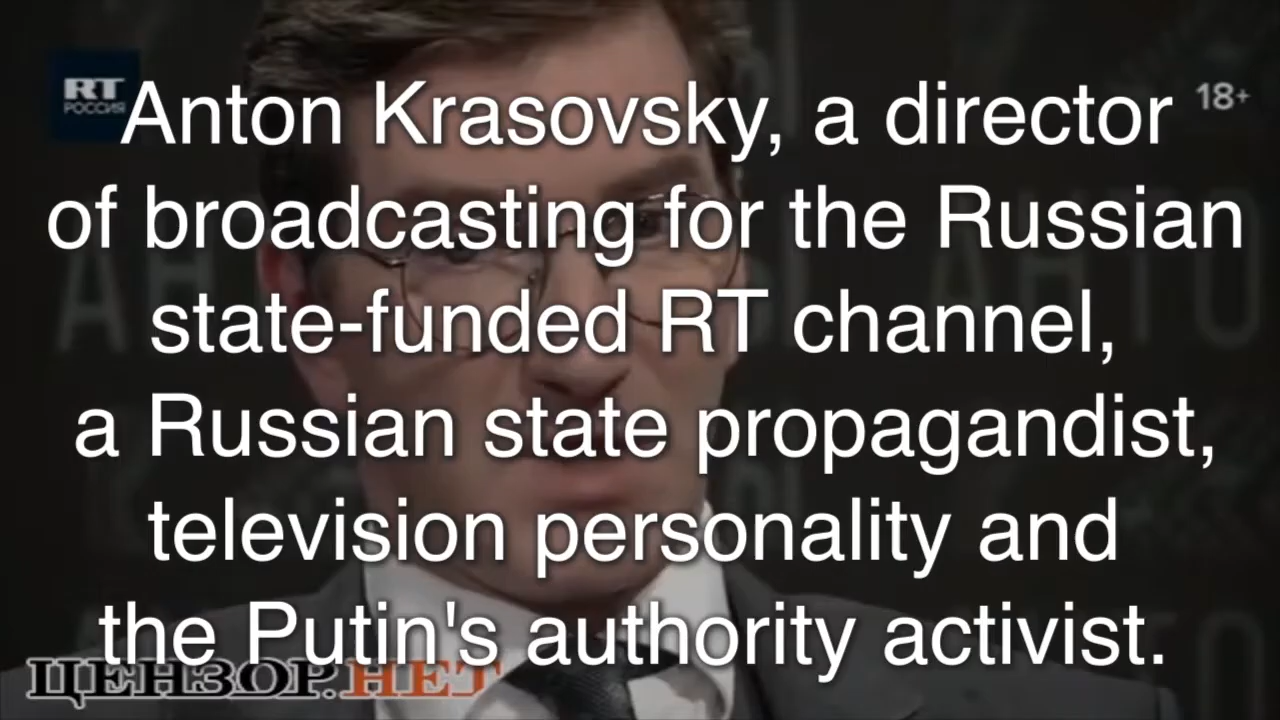 RT
РОССИЯ
18+
Anton Krasovsky, a director
of broadcasting for the Russian
state-funded RT channel,
a Russian state propagandist,
television personality and
the Putin's authority activist.
ЦЕНЗОР.НЕТ